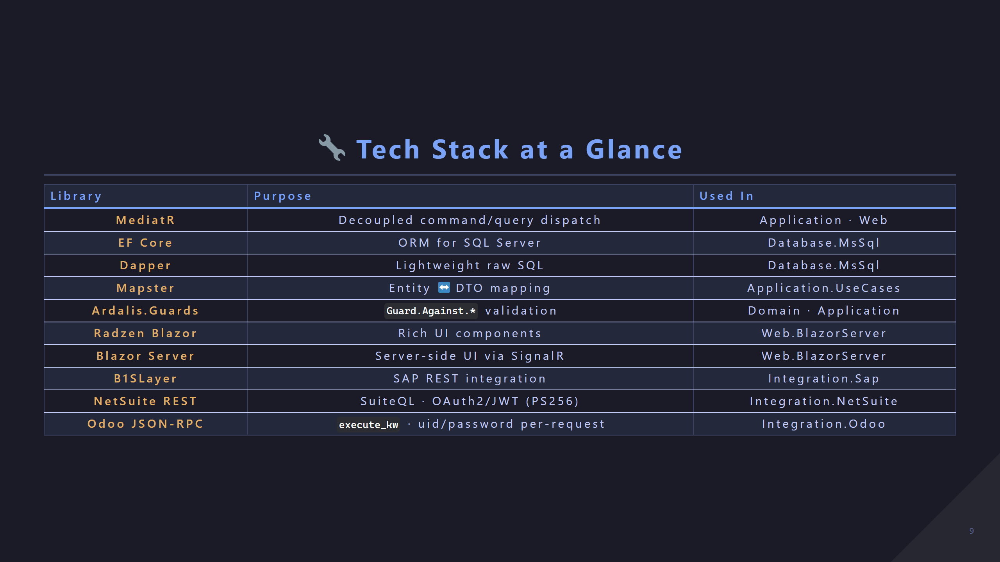 🔧 Tech Stack at a Glance
Library Purpose Used In
MediatR Decoupled command/query dispatch Application · Web
EF Core ORM for SQL Server Database.MsSql
Dapper Lightweight raw SQL Database.MsSql
Mapster Entity ↔️ DTO mapping Application.UseCases
Ardalis.Guards Guard.Against.* validation Domain · Application
Radzen Blazor Rich UI components Web.BlazorServer
Blazor Server Server-side UI via SignalR Web.BlazorServer
B1SLayer SAP REST integration Integration.Sap
NetSuite REST SuiteQL · OAuth2/JWT (PS256) Integration.NetSuite
Odoo JSON-RPC execute_kw · uid/password per-request Integration.Odoo
9